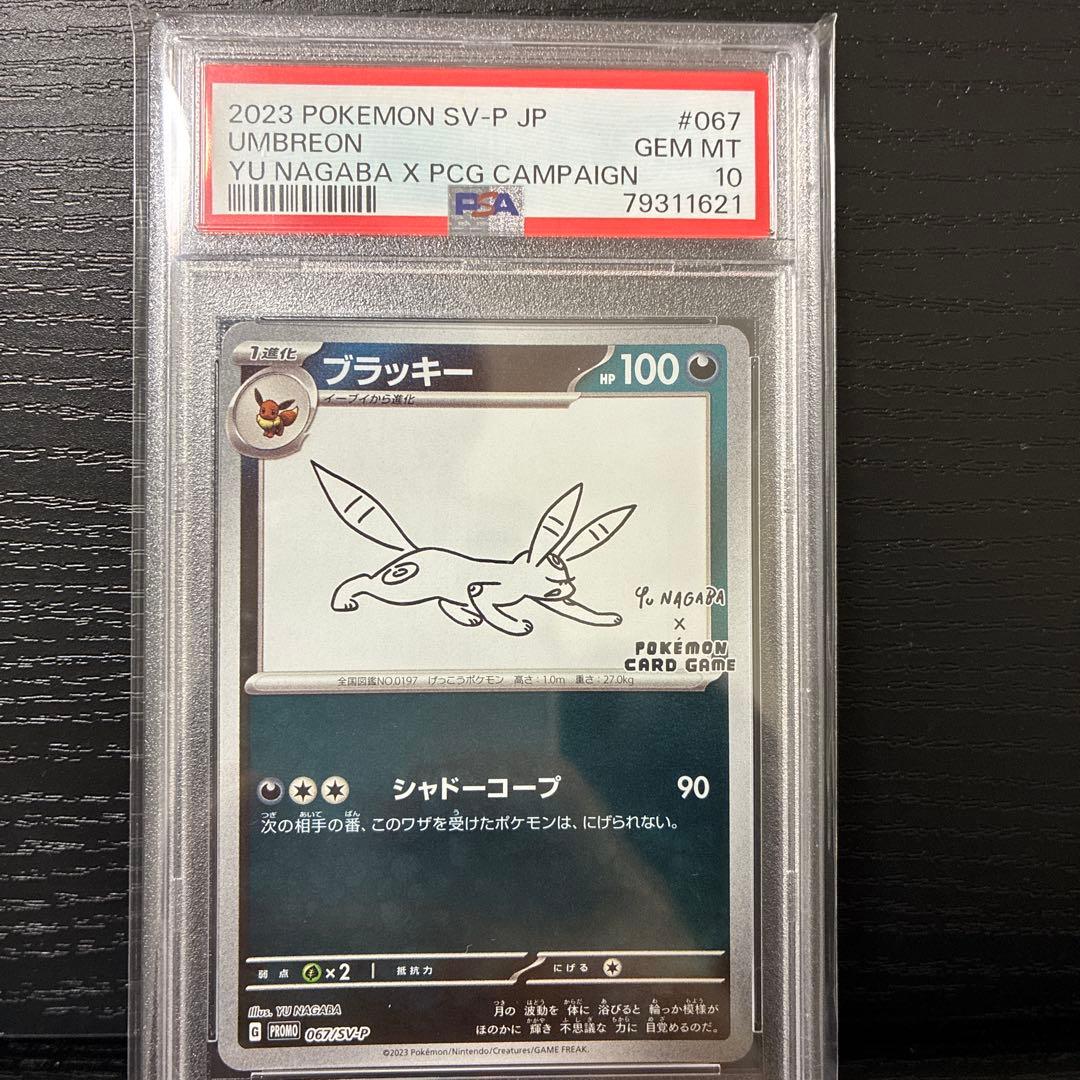 2023 POKEMON SV-P JP #067
UMBREON GEM MT
YU NAGABA X PCG CAMPAIGN 10
PSA 79311621
1進化 ブラッキー HP 100
イーブイから進化
YU NAGABA
×
POKÉMON
CARD GAME
全国図鑑NO.0197 げっこうポケモン 高さ:1.0m 重さ:27.0kg
シャドーコープ 90
次の相手の番、このワザを受けたポケモンは、にげられない。
弱点 ×2 抵抗力 にげる
Illus. YU NAGABA
月の波動を体に浴びると輪っか模様が
ほのかに輝き不思議な力に目覚めるのだ。
G PROMO 067/SV-P
©2023 Pokémon/Nintendo/Creatures/GAME FREAK.